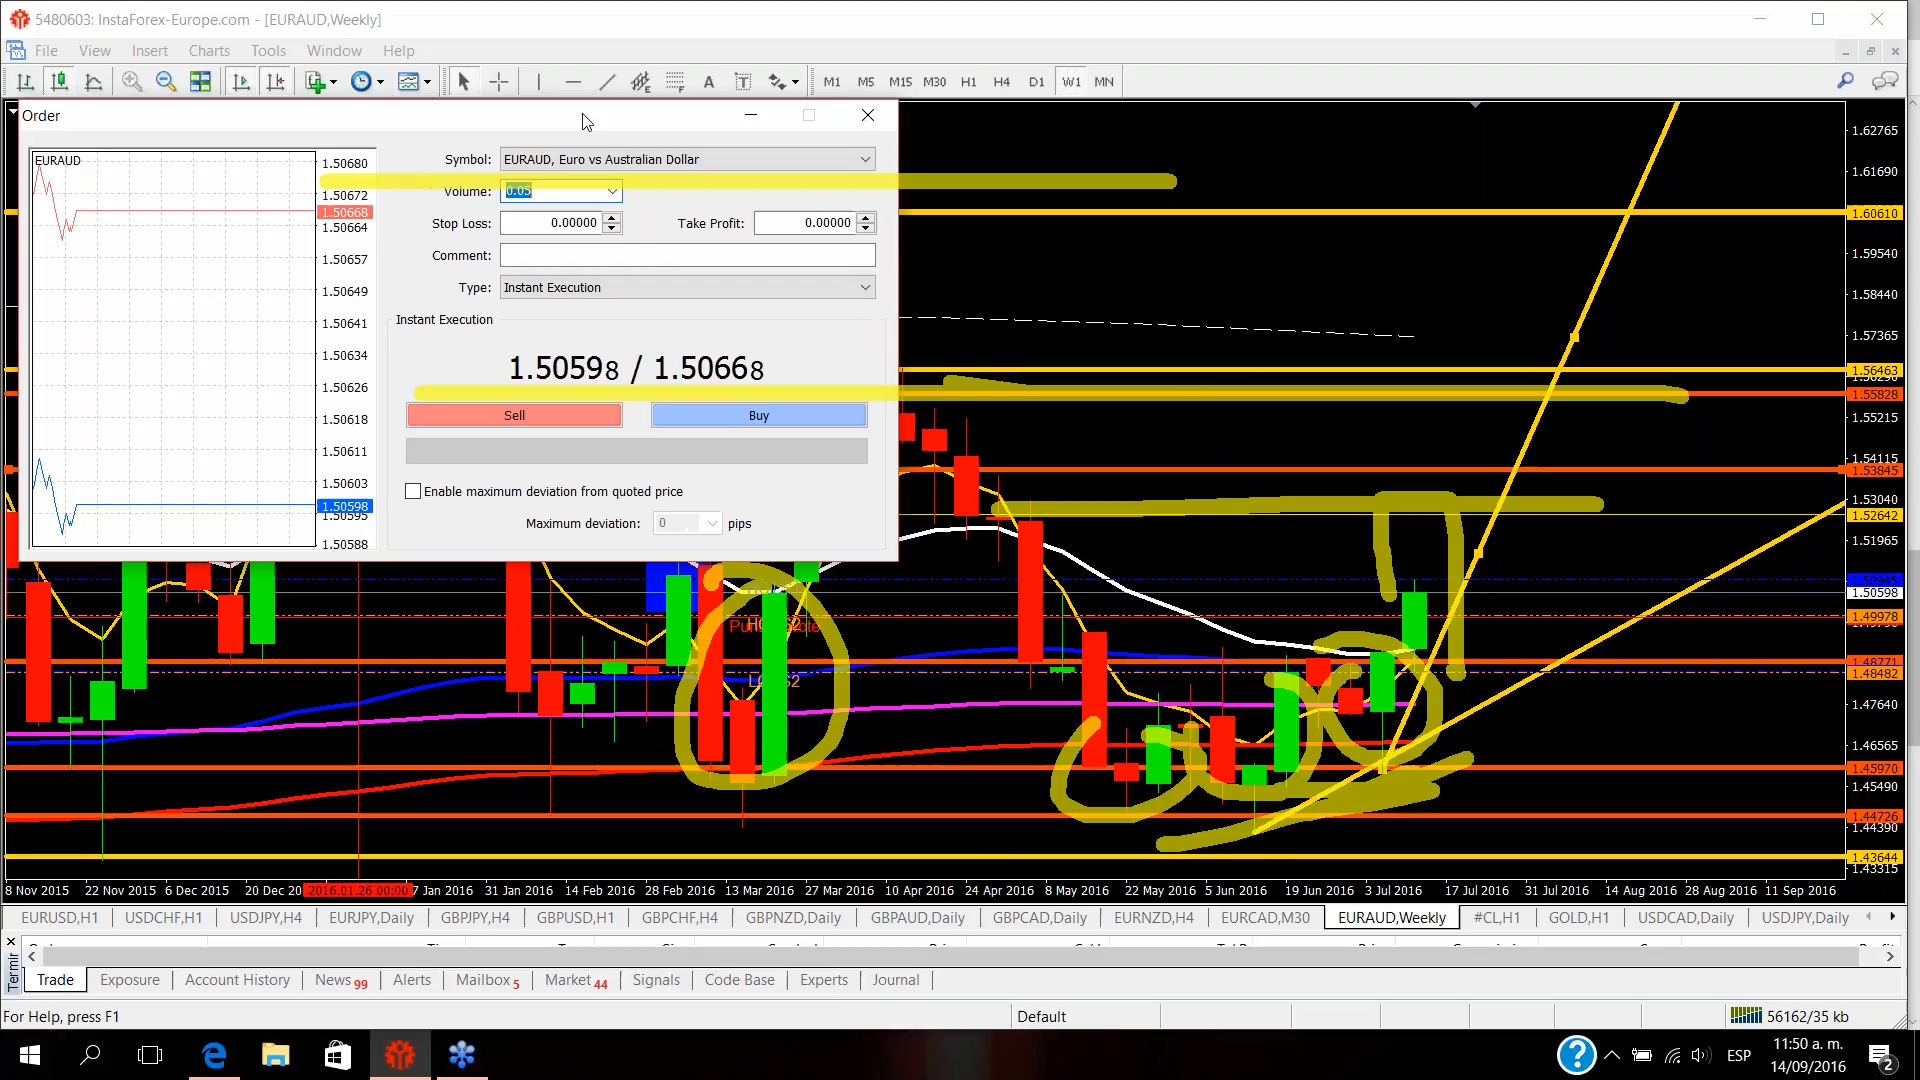 5480603: InstaForex-Europe.com - [EURAUD,Weekly]
File View Insert Charts Tools Window Help
M1 M5 M15 M30 H1 H4 D1 W1 MN
Order
EURAUD
1.50680
1.50672
1.50668
1.50664
1.50657
1.50649
1.50641
1.50634
1.50626
1.50618
1.50611
1.50603
1.50598
1.50595
1.50588
Symbol: EURAUD, Euro vs Australian Dollar
Volume: 0.05
Stop Loss: 0.00000 Take Profit: 0.00000
Comment:
Type: Instant Execution
Instant Execution
1.50598 / 1.50668
Sell Buy
Enable maximum deviation from quoted price
Maximum deviation: 0 pips
1.62765
1.61690
1.60610
1.59540
1.58440
1.57365
1.56463
1.55828
1.55215
1.54115
1.53845
1.53040
1.52642
1.51965
1.50945
1.50598
1.49978
1.48771
1.48482
1.47640
1.46565
1.45970
1.45490
1.44726
1.44390
1.43644
1.43315
8 Nov 2015 22 Nov 2015 6 Dec 2015 20 Dec 20 2016.01.26 00:00 7 Jan 2016 31 Jan 2016 14 Feb 2016 28 Feb 2016 13 Mar 2016 27 Mar 2016 10 Apr 2016 24 Apr 2016 8 May 2016 22 May 2016 5 Jun 2016 19 Jun 2016 3 Jul 2016 17 Jul 2016 31 Jul 2016 14 Aug 2016 28 Aug 2016 11 Sep 2016
EURUSD,H1 USDCHF,H1 USDJPY,H4 EURJPY,Daily GBPJPY,H4 GBPUSD,H1 GBPCHF,H4 GBPNZD,Daily GBPAUD,Daily GBPCAD,Daily EURNZD,H4 EURCAD,M30 EURAUD,Weekly #CL,H1 GOLD,H1 USDCAD,Daily USDJPY,Daily
Trade Exposure Account History News 99 Alerts Mailbox 5 Market 44 Signals Code Base Experts Journal
For Help, press F1 Default 56162/35 kb
ESP
11:50 a. m.
14/09/2016
2